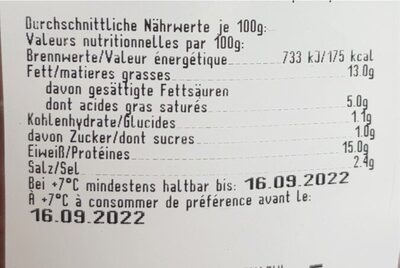 Durchschnittliche Nährwerte je 100g:
Valeurs nutritionnelles par 100g:
Brennwerte/Valeur énergétique 733 kJ/175 kcal
Fett/matieres grasses 13.0g
davon gesättigte Fettsäuren
dont acides gras saturés 5.0g
Kohlenhydrate/Glucides 1.1g
davon Zucker/dont sucres 1.0g
Eiweiß/Protéines 15.0g
Salz/Sel 2.4g
Bei +7°C mindestens haltbar bis: 16.09.2022
À +7°C à consommer de préférence avant le:
16.09.2022